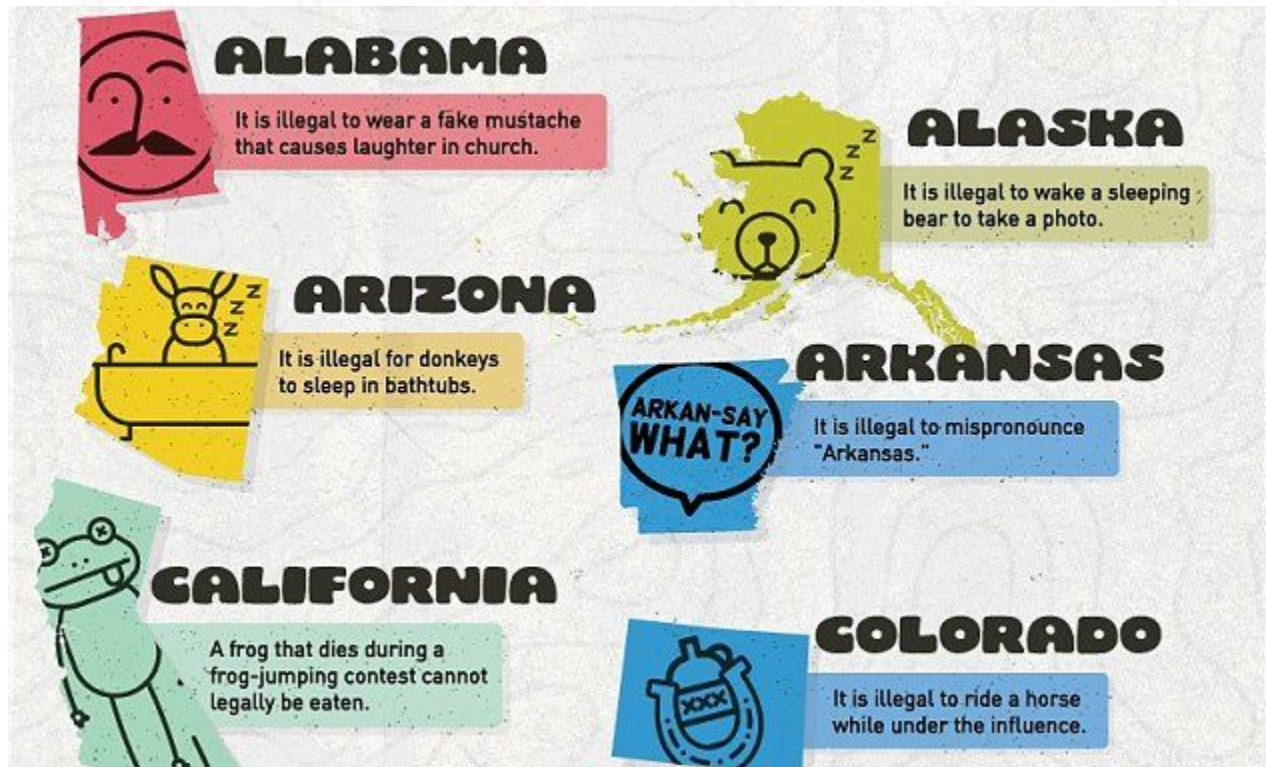 ALABAMA
It is illegal to wear a fake mustache
that causes laughter in church.
ALASKA
Z
Z
Z
It is illegal to wake a sleeping
bear to take a photo.
ARIZONA
Z
Z
Z
It is illegal for donkeys
to sleep in bathtubs.
ARKANSAS
ARKAN-SAY
WHAT?
It is illegal to mispronounce
"Arkansas."
CALIFORNIA
A frog that dies during a
frog-jumping contest cannot
legally be eaten.
COLORADO
XXX
It is illegal to ride a horse
while under the influence.